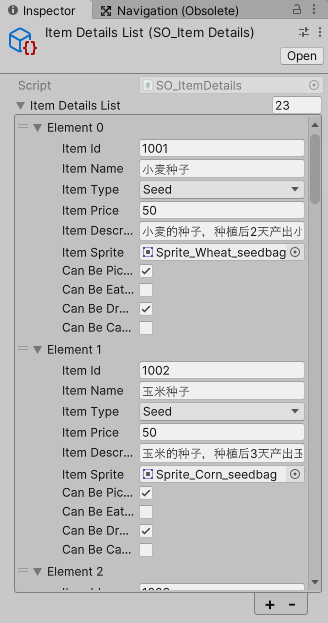 Inspector
Navigation (Obsolete)
Item Details List (SO_Item Details)
Open
Script
# SO_ItemDetails
Item Details List 23
Element 0
Item Id 1001
Item Name 小麦种子
Item Type Seed
Item Price 50
Item Descr... 小麦的种子，种植后2天产出小
Item Sprite Sprite_Wheat_seedbag
Can Be Pic...
Can Be Eat...
Can Be Dr...
Can Be Ca...
Element 1
Item Id 1002
Item Name 玉米种子
Item Type Seed
Item Price 50
Item Descr... 玉米的种子，种植后3天产出玉
Item Sprite Sprite_Corn_seedbag
Can Be Pic...
Can Be Eat...
Can Be Dr...
Can Be Ca...
Element 2
+ -